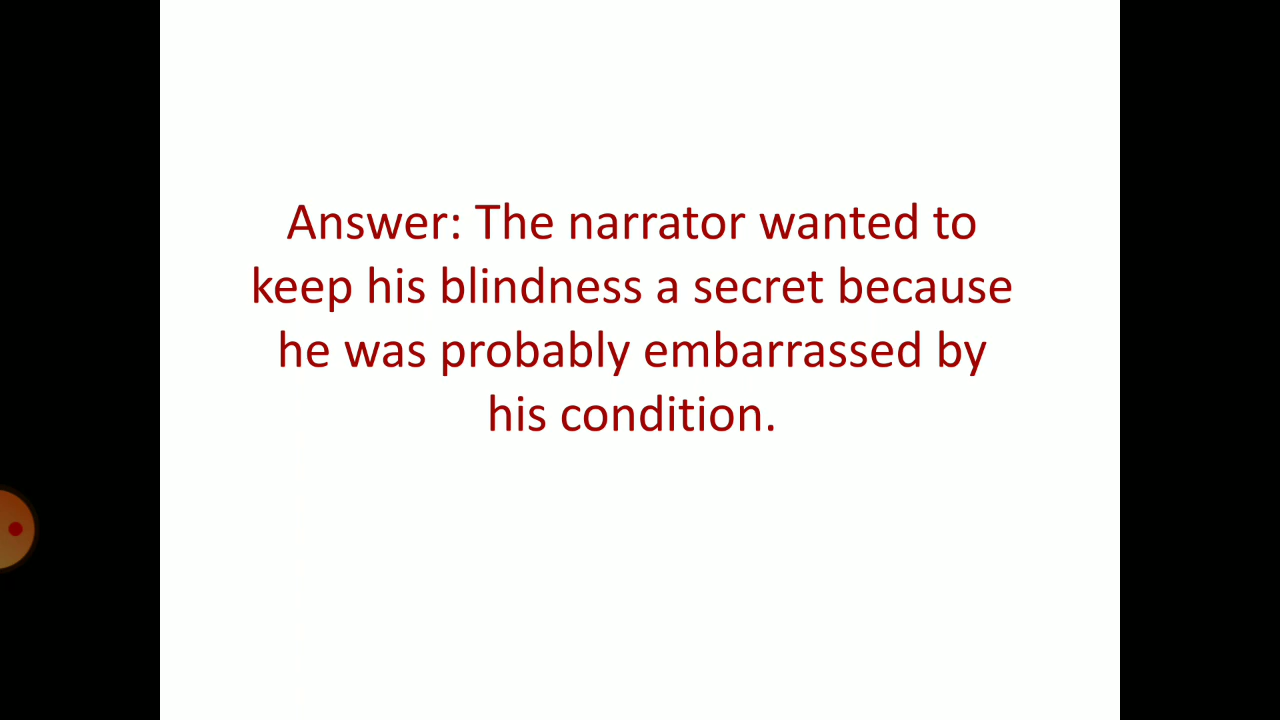 Answer: The narrator wanted to
keep his blindness a secret because
he was probably embarrassed by
his condition.